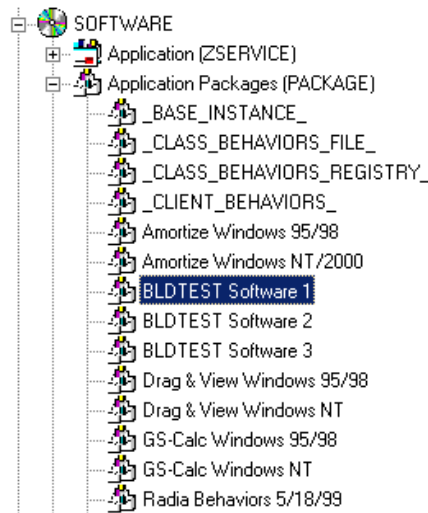 SOFTWARE
Application (ZSERVICE)
Application Packages (PACKAGE)
_BASE_INSTANCE_
_CLASS_BEHAVIORS_FILE_
_CLASS_BEHAVIORS_REGISTRY_
_CLIENT_BEHAVIORS_
Amortize Windows 95/98
Amortize Windows NT/2000
BLDTEST Software 1
BLDTEST Software 2
BLDTEST Software 3
Drag & View Windows 95/98
Drag & View Windows NT
GS-Calc Windows 95/98
GS-Calc Windows NT
Radia Behaviors 5/18/99